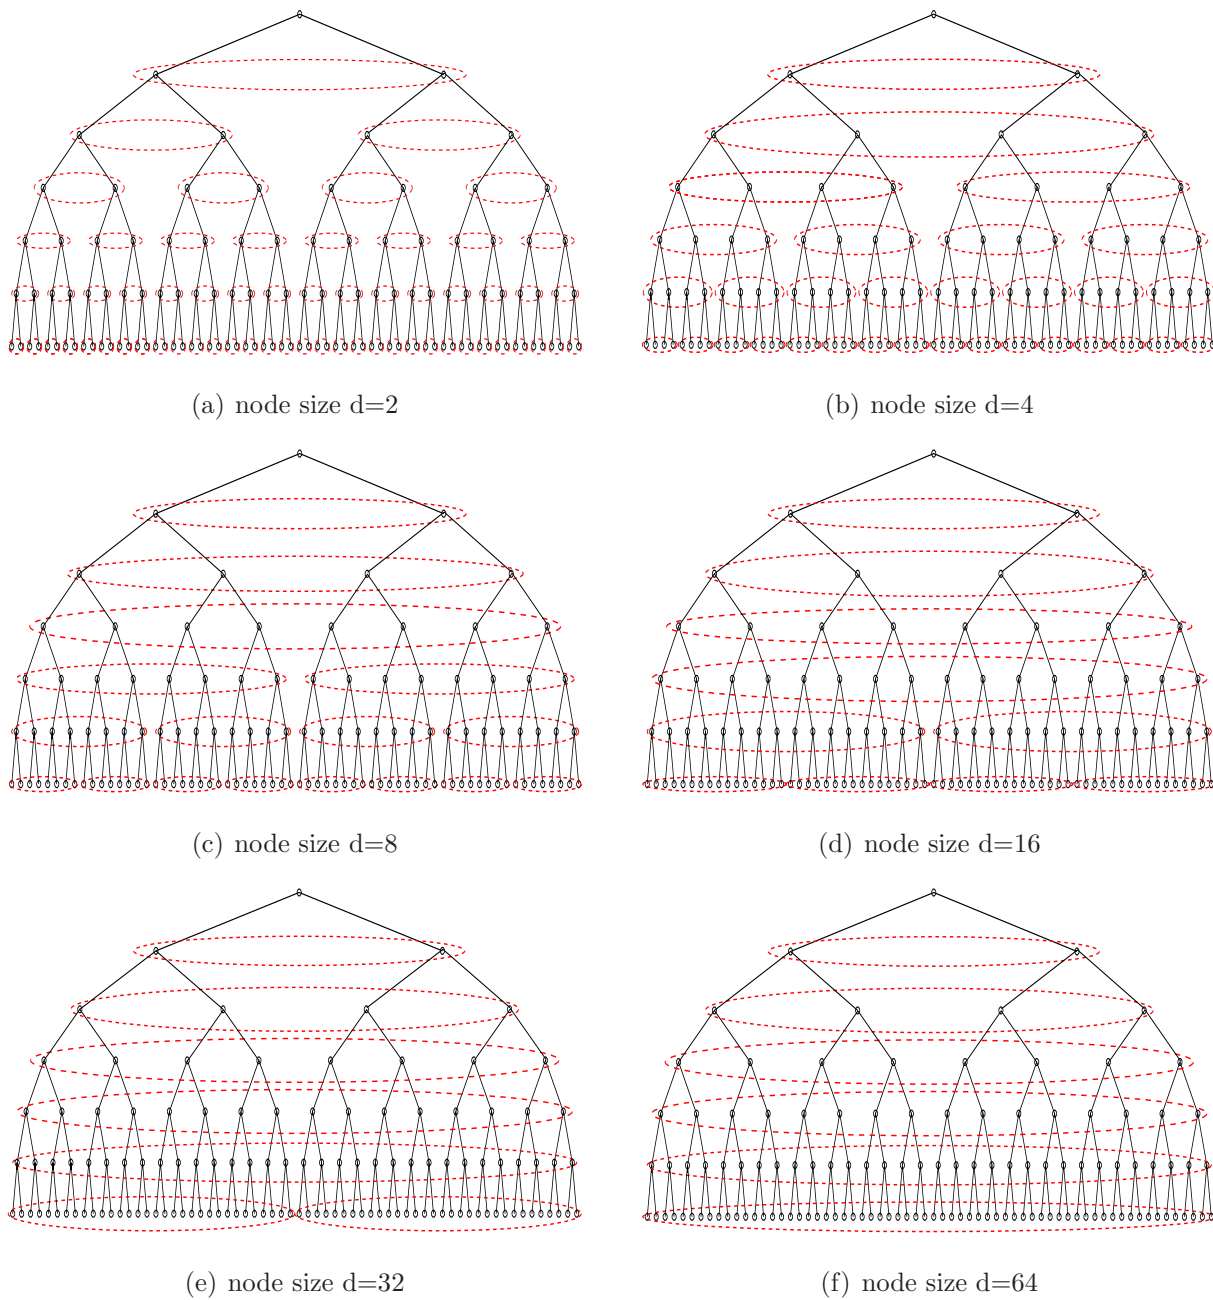 (a) node size d=2
(b) node size d=4
(c) node size d=8
(d) node size d=16
(e) node size d=32
(f) node size d=64